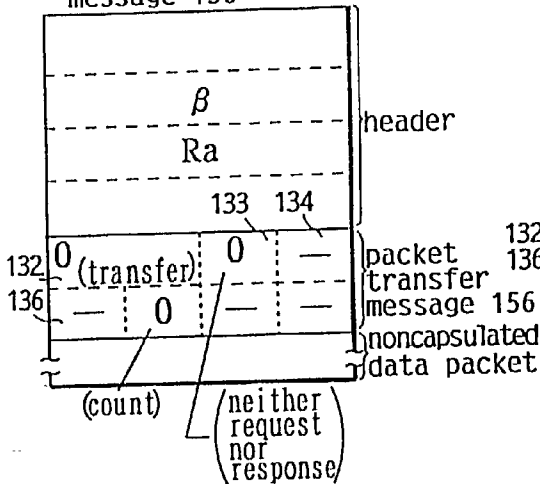 message 156
β
header
Ra
133 134
132 0 (transfer) 0 — packet 132
transfer 136
136 — 0 — — message 156
noncapsulated
data packet
(count) (neither
request
nor
response)